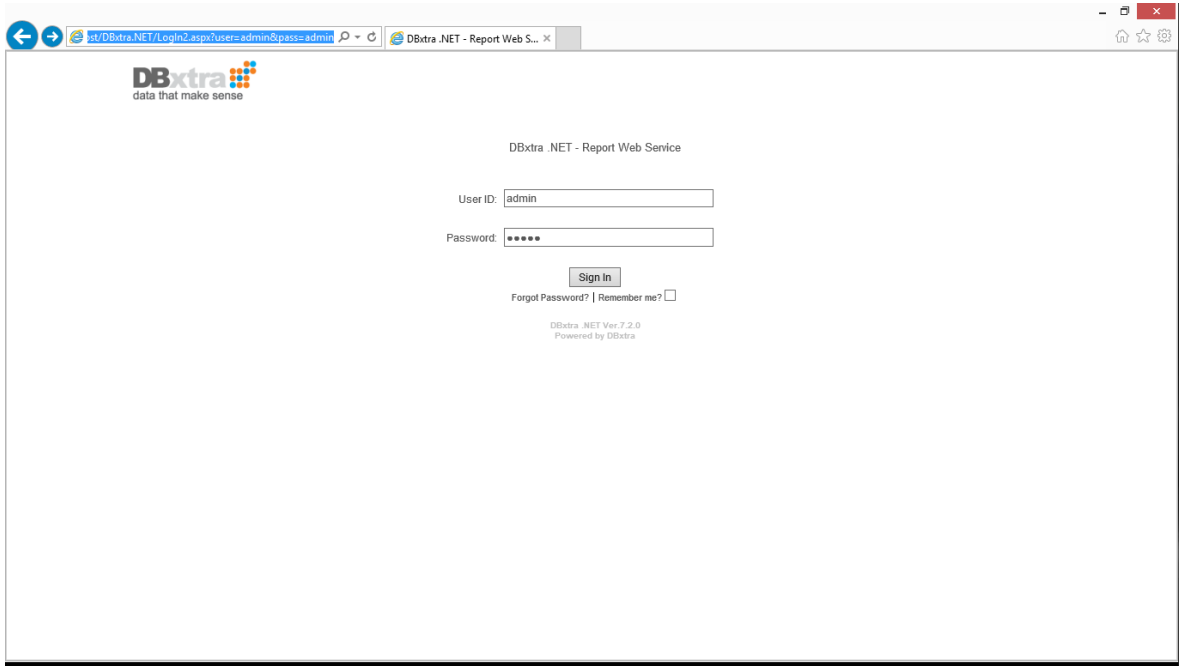 ost/DBxtra.NET/LogIn2.aspx?user=admin&pass=admin
DBxtra .NET - Report Web S...
DBxtra
data that make sense
DBxtra .NET - Report Web Service
User ID: admin
Password: •••••
Sign In
Forgot Password? | Remember me?
DBxtra .NET Ver.7.2.0
Powered by DBxtra